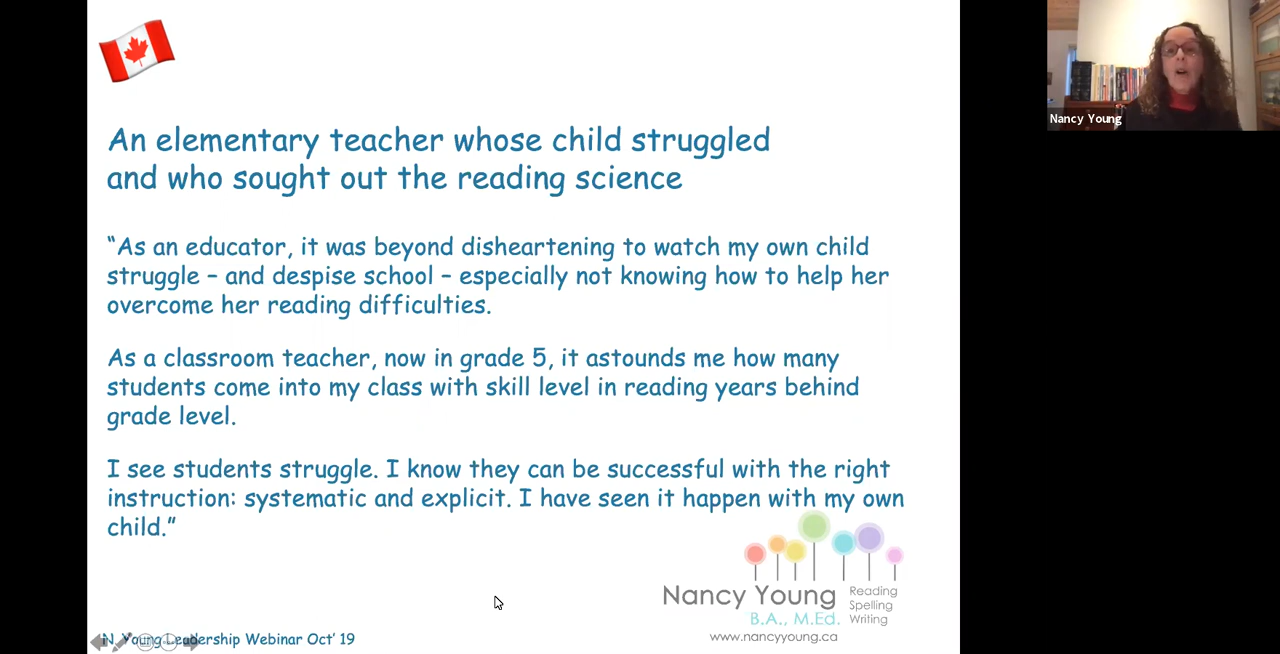 An elementary teacher whose child struggled
and who sought out the reading science
“As an educator, it was beyond disheartening to watch my own child
struggle – and despise school – especially not knowing how to help her
overcome her reading difficulties.
As a classroom teacher, now in grade 5, it astounds me how many
students come into my class with skill level in reading years behind
grade level.
I see students struggle. I know they can be successful with the right
instruction: systematic and explicit. I have seen it happen with my own
child.”
Nancy Young
B.A., M.Ed.
Reading
Spelling
Writing
www.nancyyoung.ca
N. Young Leadership Webinar Oct’ 19
Nancy Young